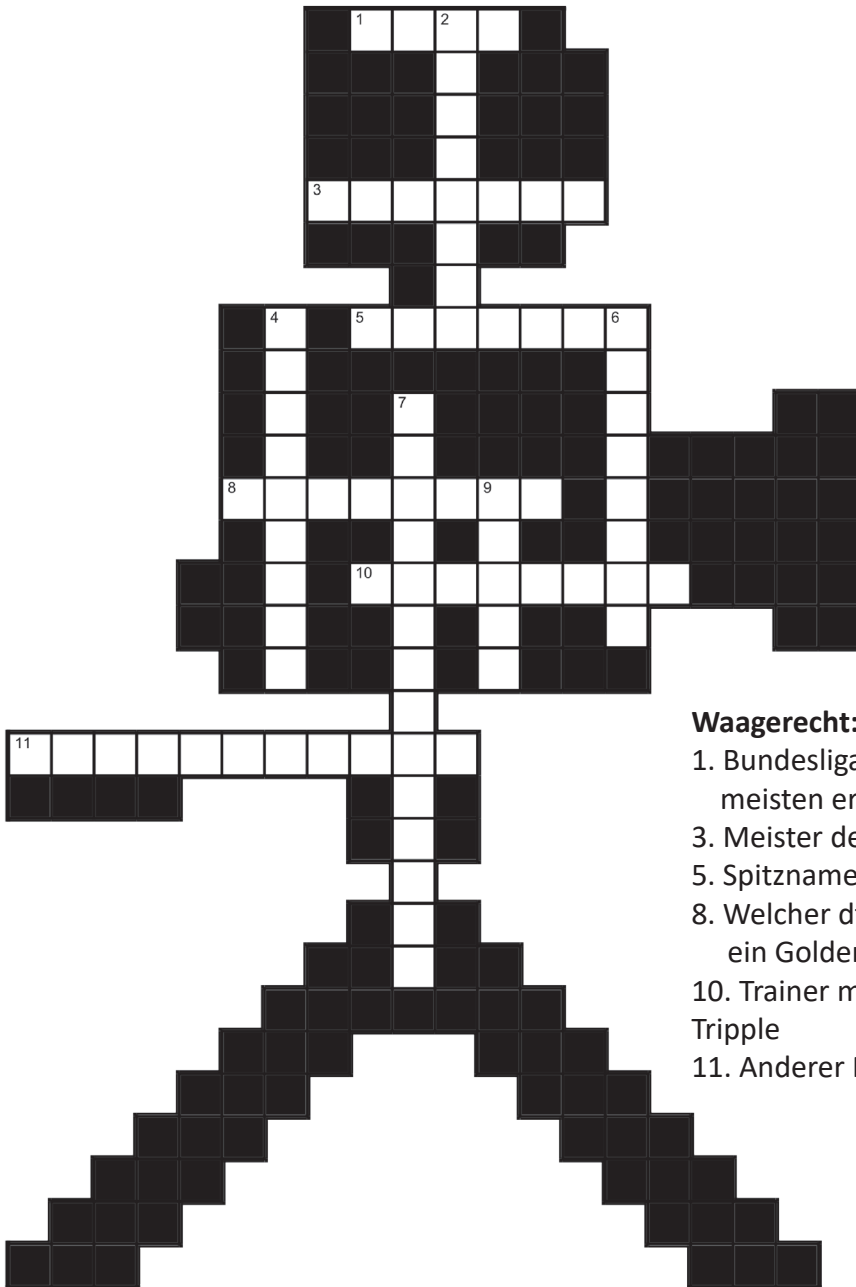 1 2
3
4 5 6
7
8 9
10
Waagerecht:
11
1. Bundesliga
meisten er
3. Meister de
5. Spitzname
8. Welcher
ein Golden
10. Trainer m
Tripple
11. Anderer